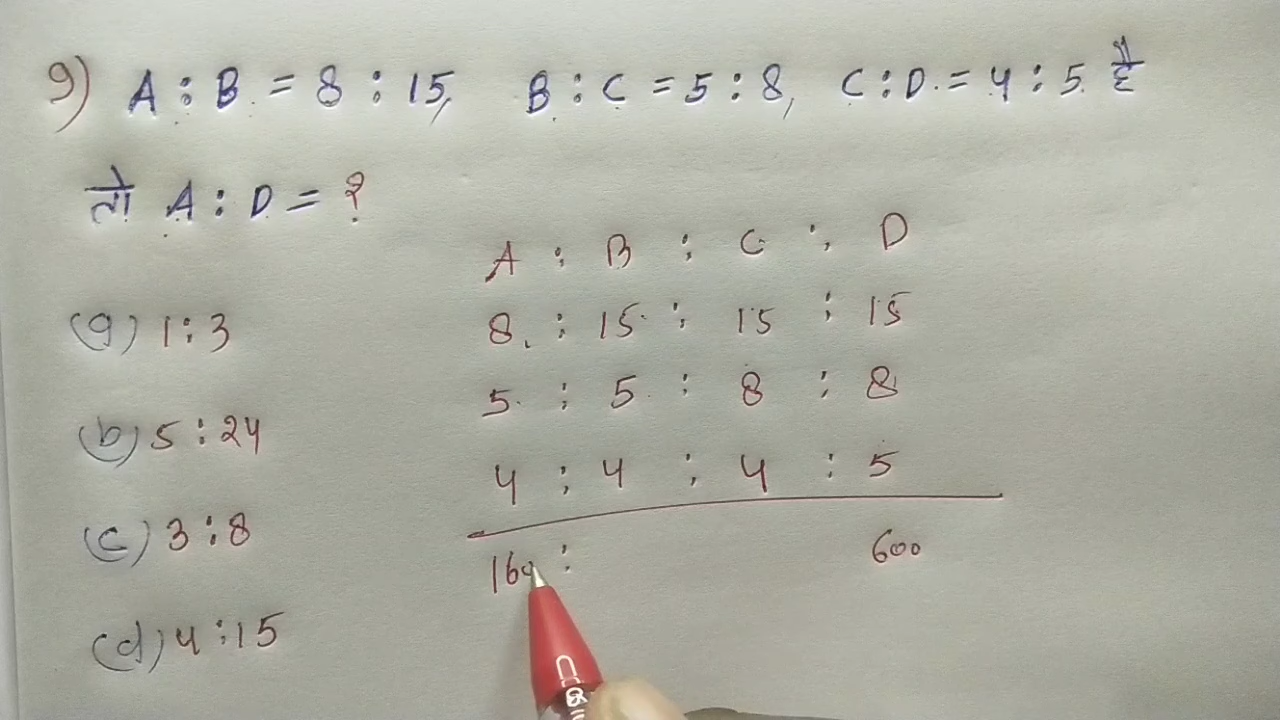 9) A : B = 8 : 15, B : C = 5 : 8, C : D = 4 : 5 है
तो A : D = ?
(a) 1 : 3
(b) 5 : 24
(c) 3 : 8
(d) 4 : 15
A : B : C : D
8 : 15 : 15 : 15
5 : 5 : 8 : 8
4 : 4 : 4 : 5
160 : 600